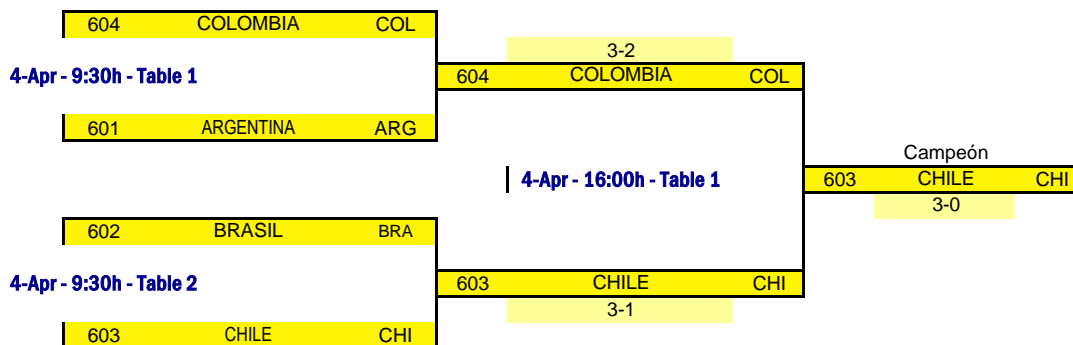 604 COLOMBIA COL
3-2
4-Apr - 9:30h - Table 1
604 COLOMBIA COL
601 ARGENTINA ARG
Campeón
4-Apr - 16:00h - Table 1
603 CHILE CHI
3-0
602 BRASIL BRA
4-Apr - 9:30h - Table 2
603 CHILE CHI
3-1
603 CHILE CHI